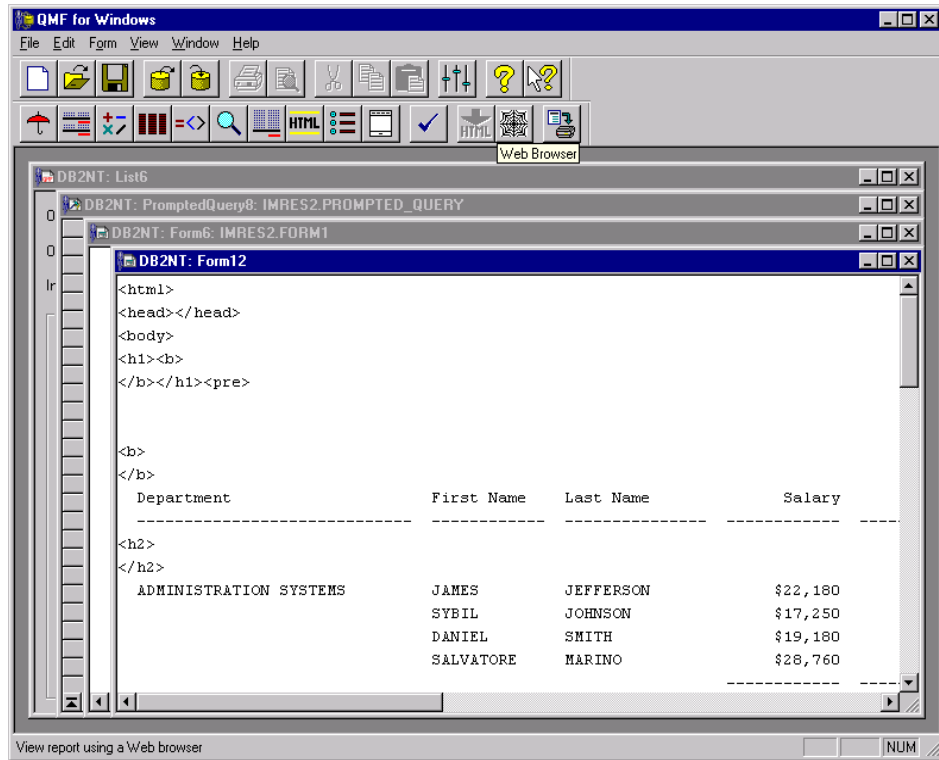 QMF for Windows
File Edit Form View Window Help
HTML HTML
Web Browser
DB2NT: List6
DB2NT: PromptedQuery8: IMRES2.PROMPTED_QUERY
DB2NT: Form6: IMRES2.FORM1
DB2NT: Form12
<html>
<head></head>
<body>
<h1><b>
</b></h1><pre>
<b>
</b>
Department First Name Last Name Salary
----------------------------- ------------ --------------- ------------ ----
<h2>
</h2>
ADMINISTRATION SYSTEMS JAMES JEFFERSON $22,180
SYBIL JOHNSON $17,250
DANIEL SMITH $19,180
SALVATORE MARINO $28,760
------------ ----
View report using a Web browser NUM